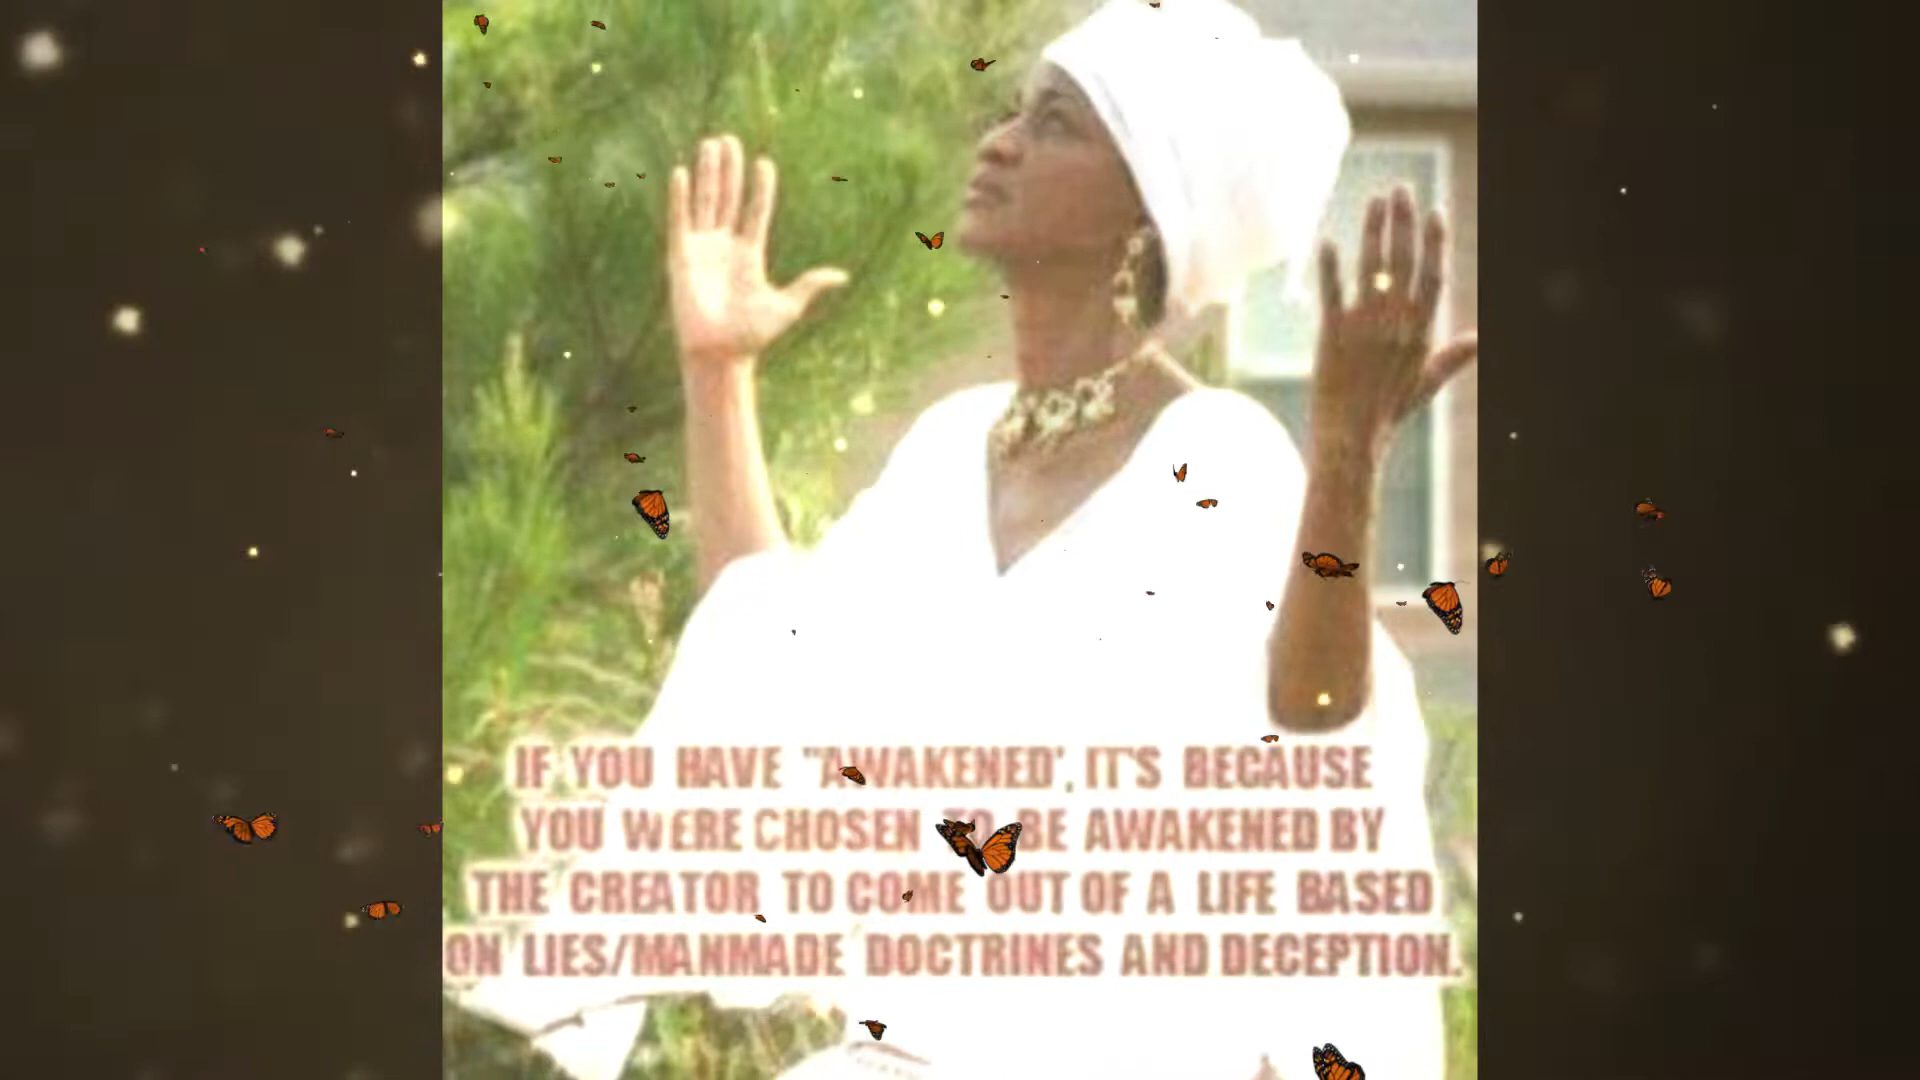 IF YOU HAVE "AWAKENED', IT'S BECAUSE
YOU WERE CHOSEN TO BE AWAKENED BY
THE CREATOR TO COME OUT OF A LIFE BASED
ON LIES/MANMADE DOCTRINES AND DECEPTION.